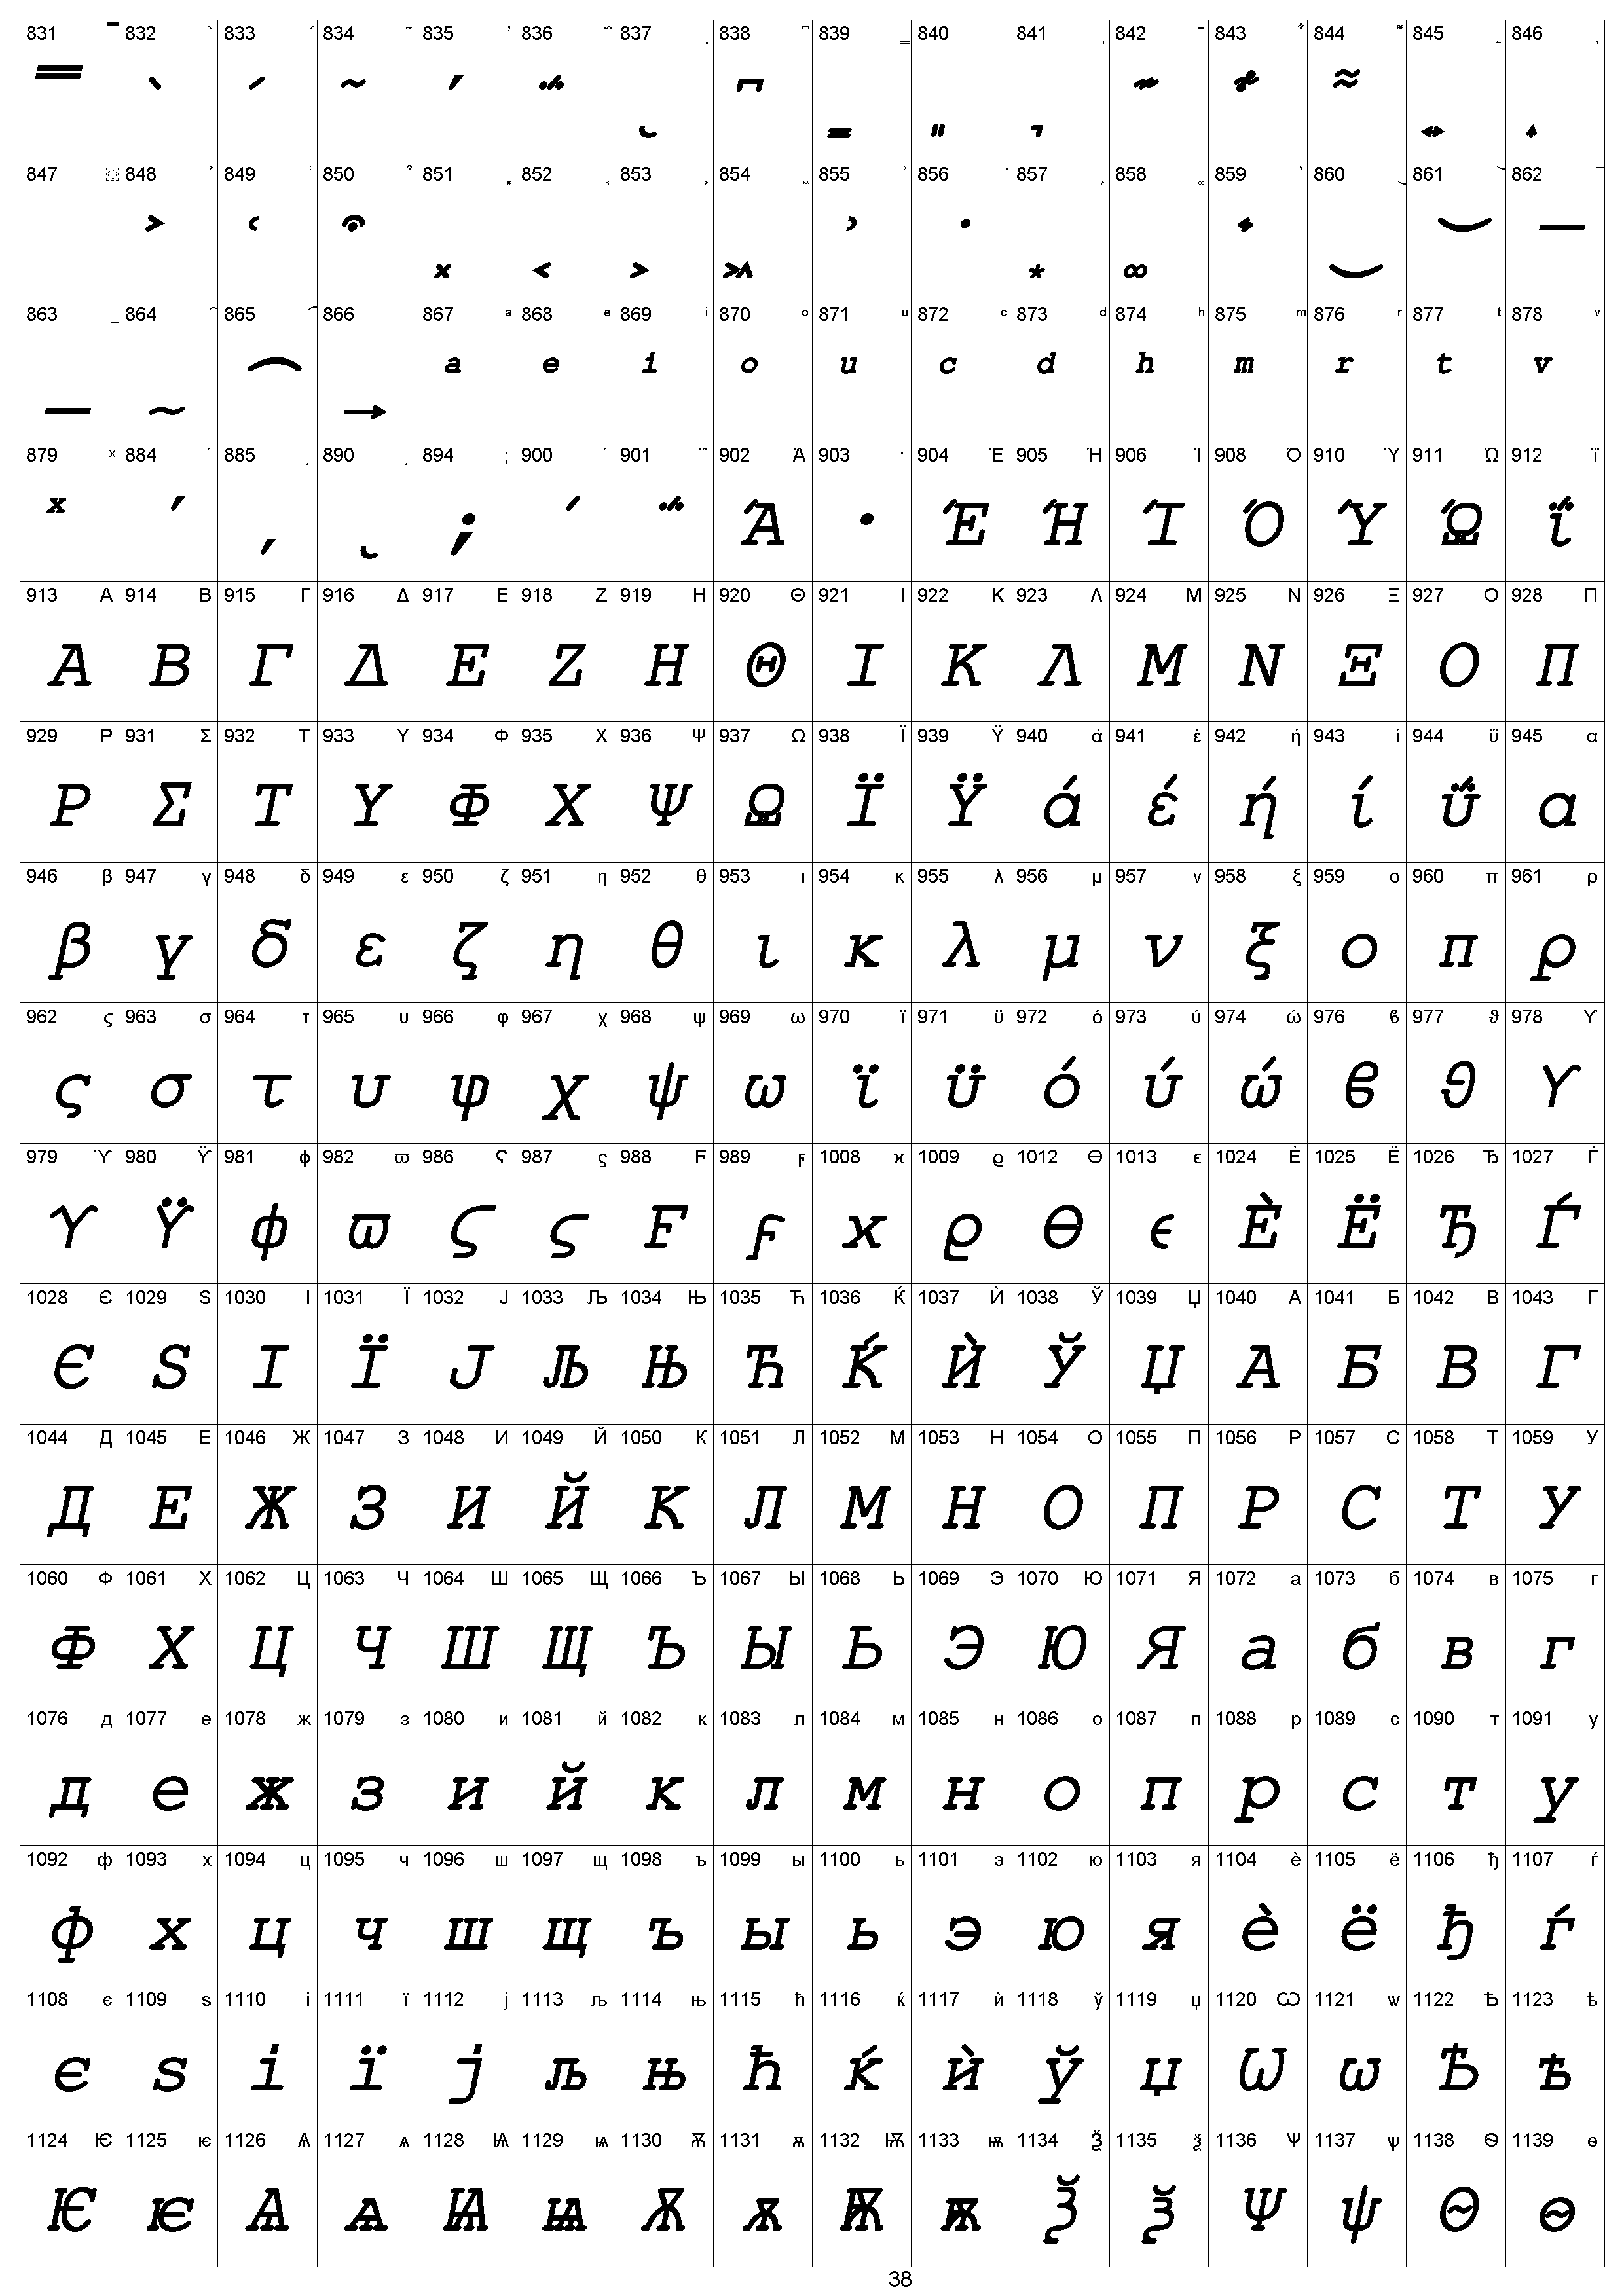 831 ̿ 832 ̀ 833 ́ 834 ͂ 835 ̓ 836 ̈́ 837 ͅ 838 ͆ 839 ͇ 840 ͈ 841 ͉ 842 ͊ 843 ͋ 844 ͌ 845 ͍ 846 ͎
847 848 ͐ 849 ͑ 850 ͒ 851 ͓ 852 ͔ 853 ͕ 854 ͖ 855 ͗ 856 ͘ 857 ͙ 858 ͚ 859 ͛ 860 ͜ 861 ͝ 862 ͞
863 ͟ 864 ͠ 865 ͡ 866 ͢ 867 ͣ 868 ͤ 869 ͥ 870 ͦ 871 ͧ 872 ͨ 873 ͩ 874 ͪ 875 ͫ 876 ͬ 877 ͭ 878 ͮ
a e i o u c d h m r t v
879 ͯ 884 ʹ 885 ͵ 890 ͺ 894 ; 900 ΄ 901 ΅ 902 Ά 903 · 904 Έ 905 Ή 906 Ί 908 Ό 910 Ύ 911 Ώ 912 ΐ
x ʹ ͵ ͺ ; ΄ ΅ Ά · Έ Ή Ί Ό Ύ Ώ ΐ
913 Α 914 Β 915 Γ 916 Δ 917 Ε 918 Ζ 919 Η 920 Θ 921 Ι 922 Κ 923 Λ 924 Μ 925 Ν 926 Ξ 927 Ο 928 Π
Α Β Γ Δ Ε Ζ Η Θ Ι Κ Λ Μ Ν Ξ Ο Π
929 Ρ 931 Σ 932 Τ 933 Υ 934 Φ 935 Χ 936 Ψ 937 Ω 938 Ϊ 939 Ϋ 940 ά 941 έ 942 ή 943 ί 944 ΰ 945 α
Ρ Σ Τ Υ Φ Χ Ψ Ω Ϊ Ϋ ά έ ή ί ΰ α
946 β 947 γ 948 δ 949 ε 950 ζ 951 η 952 θ 953 ι 954 κ 955 λ 956 μ 957 ν 958 ξ 959 ο 960 π 961 ρ
β γ δ ε ζ η θ ι κ λ μ ν ξ ο π ρ
962 ς 963 σ 964 τ 965 υ 966 φ 967 χ 968 ψ 969 ω 970 ϊ 971 ϋ 972 ό 973 ύ 974 ώ 976 ϐ 977 ϑ 978 ϒ
ς σ τ υ φ χ ψ ω ϊ ϋ ό ύ ώ ϐ ϑ ϒ
979 ϓ 980 ϔ 981 ϕ 982 ϖ 986 Ϛ 987 ϛ 988 Ϝ 989 ϝ 1008 ϰ 1009 ϱ 1012 ϴ 1013 ϵ 1024 Ѐ 1025 Ё 1026 Ђ 1027 Ѓ
ϓ ϔ ϕ ϖ Ϛ ϛ Ϝ ϝ ϰ ϱ ϴ ϵ Ѐ Ё Ђ Ѓ
1028 Є 1029 Ѕ 1030 І 1031 Ї 1032 Ј 1033 Љ 1034 Њ 1035 Ћ 1036 Ќ 1037 Ѝ 1038 Ў 1039 Џ 1040 А 1041 Б 1042 В 1043 Г
Є Ѕ І Ї Ј Љ Њ Ћ Ќ Ѝ Ў Џ А Б В Г
1044 Д 1045 Е 1046 Ж 1047 З 1048 И 1049 Й 1050 К 1051 Л 1052 М 1053 Н 1054 О 1055 П 1056 Р 1057 С 1058 Т 1059 У
Д Е Ж З И Й К Л М Н О П Р С Т У
1060 Ф 1061 Х 1062 Ц 1063 Ч 1064 Ш 1065 Щ 1066 Ъ 1067 Ы 1068 Ь 1069 Э 1070 Ю 1071 Я 1072 а 1073 б 1074 в 1075 г
Ф Х Ц Ч Ш Щ Ъ Ы Ь Э Ю Я а б в г
1076 д 1077 е 1078 ж 1079 з 1080 и 1081 й 1082 к 1083 л 1084 м 1085 н 1086 о 1087 п 1088 р 1089 с 1090 т 1091 у
д е ж з и й к л м н о п р с т у
1092 ф 1093 х 1094 ц 1095 ч 1096 ш 1097 щ 1098 ъ 1099 ы 1100 ь 1101 э 1102 ю 1103 я 1104 ѐ 1105 ё 1106 ђ 1107 ѓ
ф х ц ч ш щ ъ ы ь э ю я ѐ ё ђ ѓ
1108 є 1109 ѕ 1110 і 1111 ї 1112 ј 1113 љ 1114 њ 1115 ћ 1116 ќ 1117 ѝ 1118 ў 1119 џ 1120 Ѡ 1121 ѡ 1122 Ѣ 1123 ѣ
є ѕ і ї ј љ њ ћ ќ ѝ ў џ Ѡ ѡ Ѣ ѣ
1124 Ѥ 1125 ѥ 1126 Ѧ 1127 ѧ 1128 Ѩ 1129 ѩ 1130 Ѫ 1131 ѫ 1132 Ѭ 1133 ѭ 1134 Ѯ 1135 ѯ 1136 Ѱ 1137 ѱ 1138 Ѳ 1139 ѳ
Ѥ ѥ Ѧ ѧ Ѩ ѩ Ѫ ѫ Ѭ ѭ Ѯ ѯ Ѱ ѱ Ѳ ѳ
38